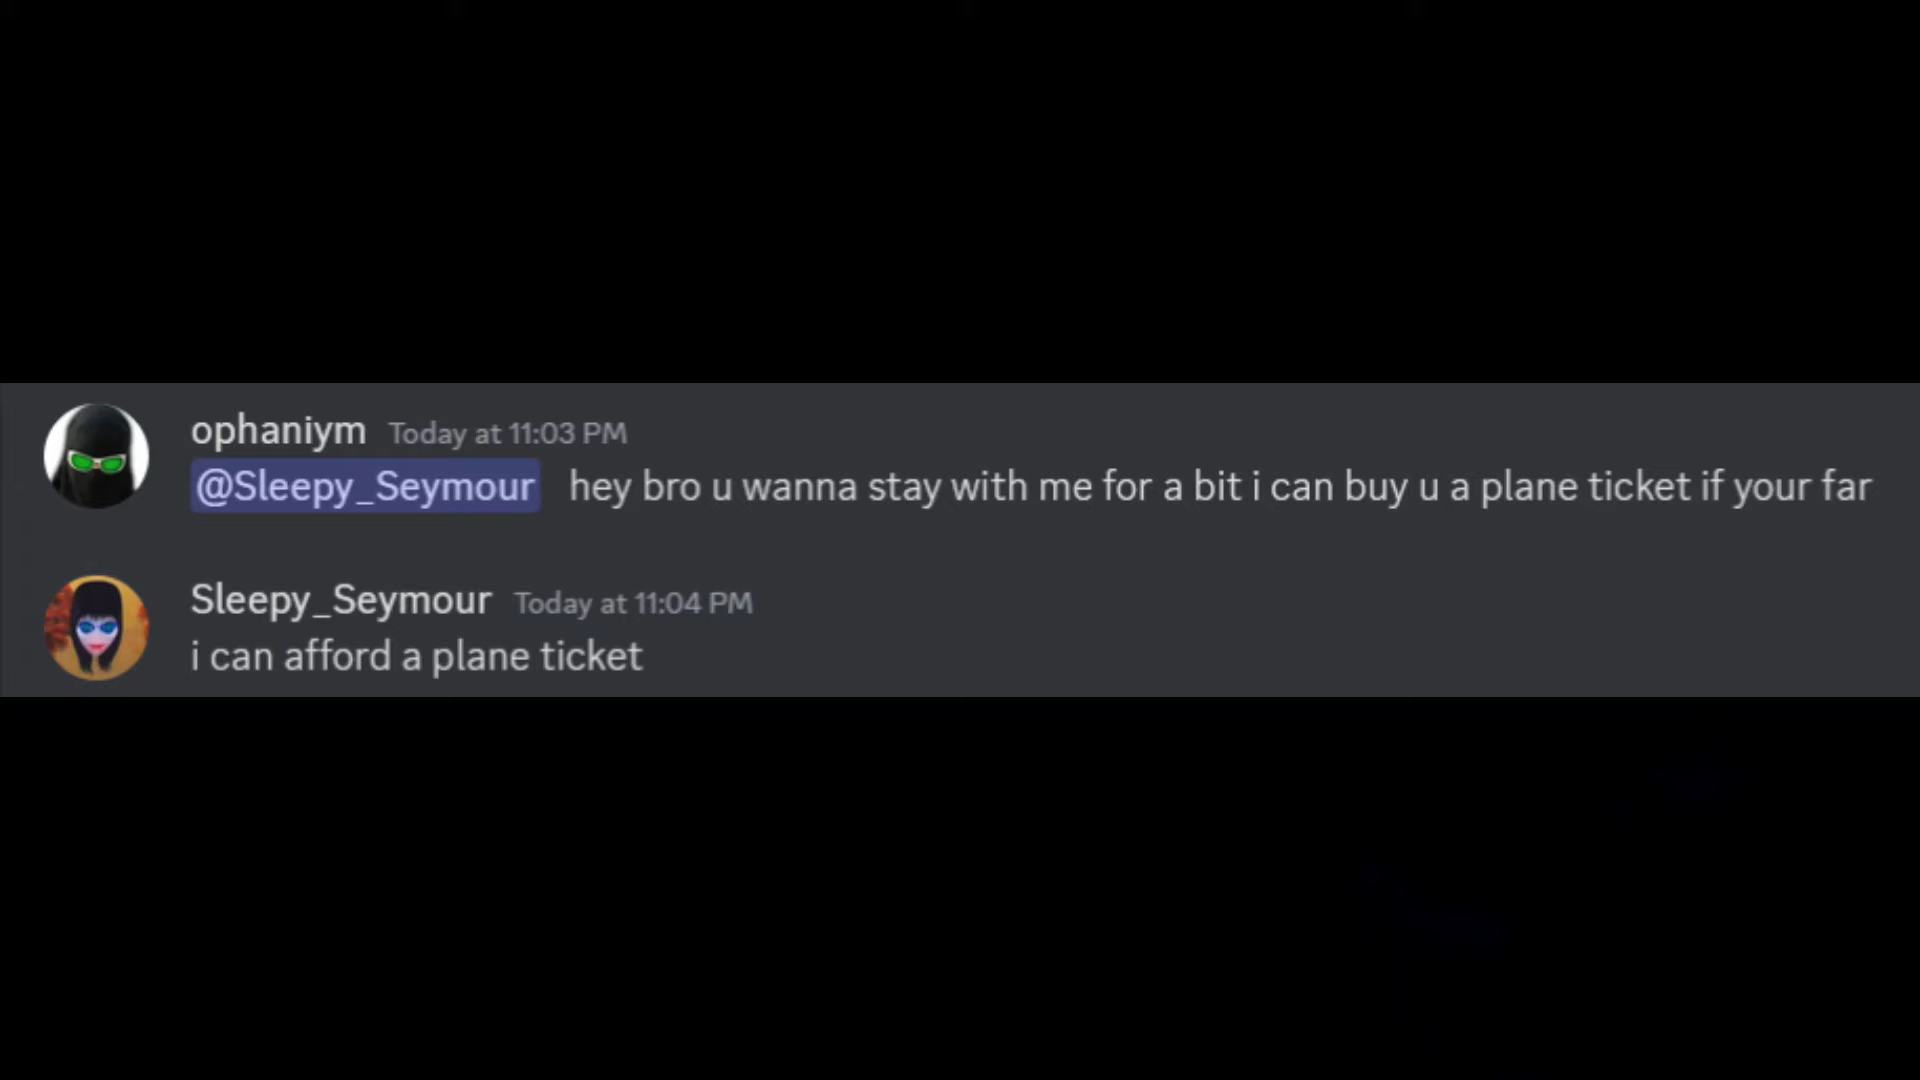 ophaniym Today at 11:03 PM
@Sleepy_Seymour hey bro u wanna stay with me for a bit i can buy u a plane ticket if your far
Sleepy_Seymour Today at 11:04 PM
i can afford a plane ticket